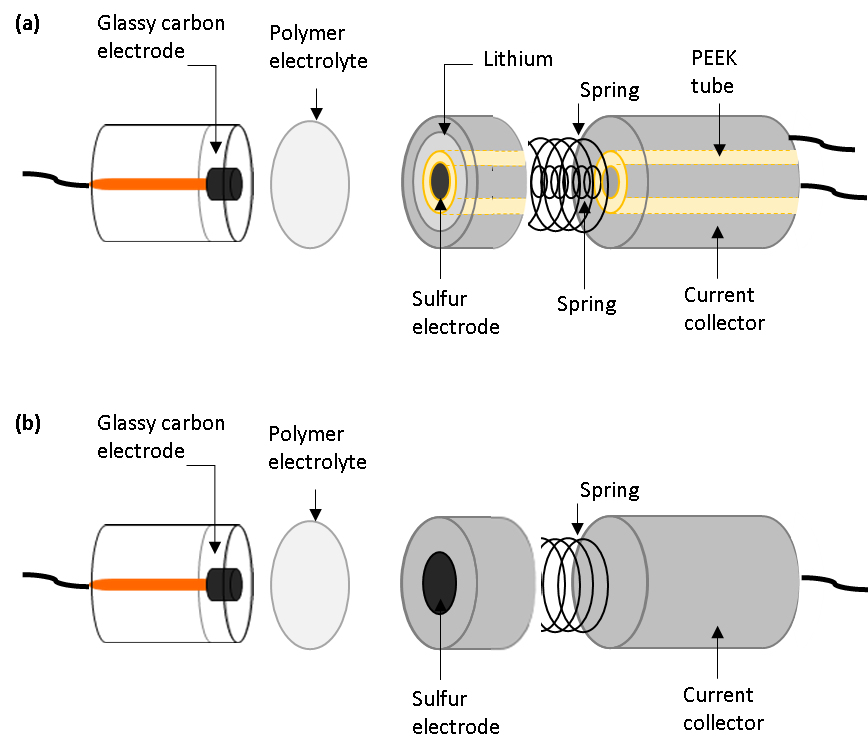 (a)
Glassy carbon
electrode
Polymer
electrolyte
Lithium
Spring
PEEK
tube
Sulfur
electrode
Spring
Current
collector
(b)
Glassy carbon
electrode
Polymer
electrolyte
Spring
Sulfur
electrode
Current
collector